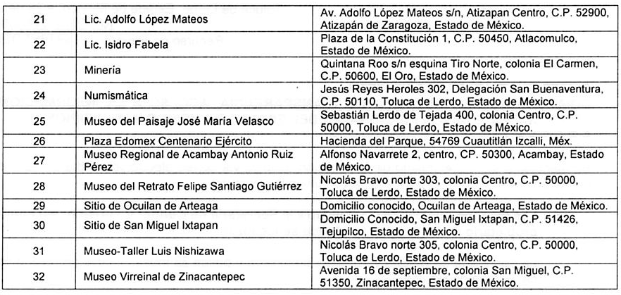 21 Lic. Adolfo López Mateos Av. Adolfo López Mateos s/n, Atizapan Centro, C.P. 52900,
Atizapán de Zaragoza, Estado de México.
22 Lic. Isidro Fabela Plaza de la Constitución 1, C.P. 50450, Atlacomulco,
Estado de México.
23 Minería Quintana Roo s/n esquina Tiro Norte, colonia El Carmen,
C.P. 50600, El Oro, Estado de México.
24 Numismática Jesús Reyes Heroles 302, Delegación San Buenaventura,
C.P. 50110, Toluca de Lerdo, Estado de México.
25 Museo del Paisaje José María Velasco Sebastián Lerdo de Tejada 400, colonia Centro, C.P.
50000, Toluca de Lerdo, Estado de México.
26 Plaza Edomex Centenario Ejército Hacienda del Parque, 54769 Cuautitlán Izcalli, Méx.
27 Museo Regional de Acambay Antonio Ruiz
Pérez Alfonso Navarrete 2, centro, CP. 50300, Acambay, Estado
de México.
28 Museo del Retrato Felipe Santiago Gutiérrez Nicolás Bravo norte 303, colonia Centro, C.P. 50000,
Toluca de Lerdo, Estado de México.
29 Sitio de Ocuilan de Arteaga Domicilio conocido, Ocuilan de Arteaga, Estado de México.
30 Sitio de San Miguel Ixtapan Domicilio Conocido, San Miguel Ixtapan, C.P. 51426,
Tejupilco, Estado de México.
31 Museo-Taller Luis Nishizawa Nicolás Bravo norte 305, colonia Centro, C.P. 50000,
Toluca de Lerdo, Estado de México.
32 Museo Virreinal de Zinacantepec Avenida 16 de septiembre, colonia San Miguel, C.P.
51350, Zinacantepec, Estado de México.